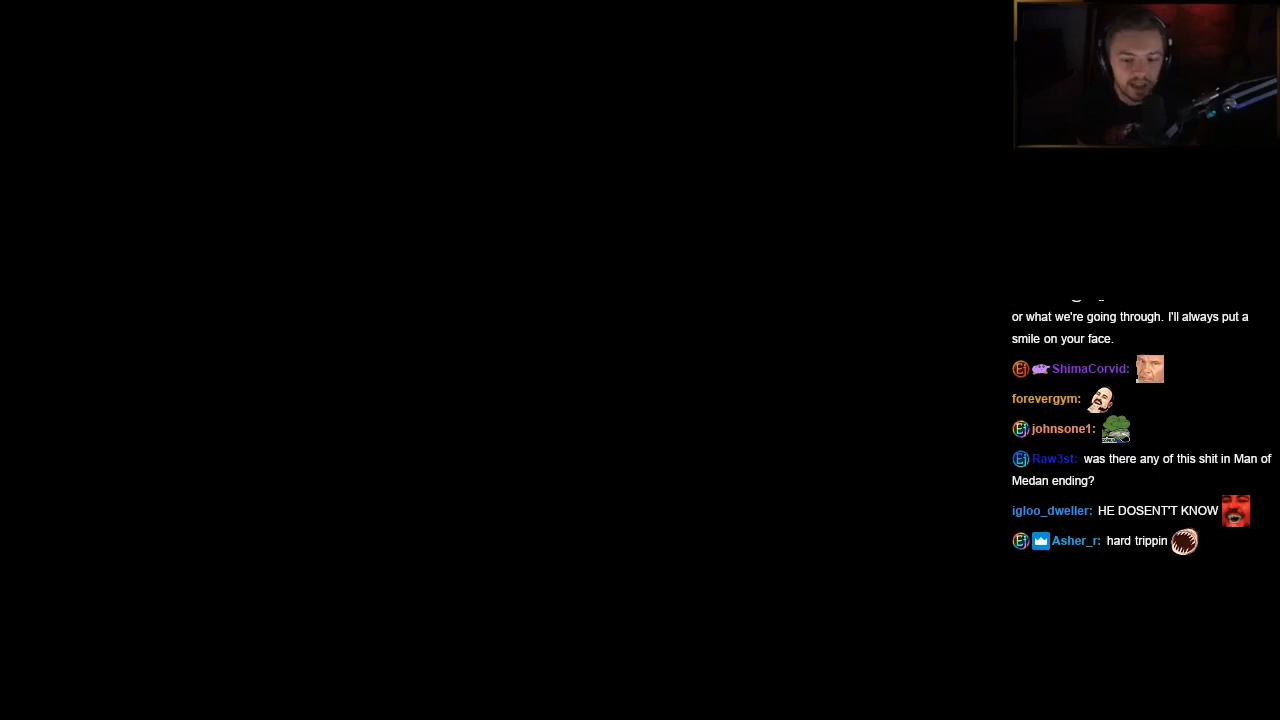 or what we're going through. I'll always put a
smile on your face.
ShimaCorvid:
forevergym:
johnsone1:
Raw3st: was there any of this shit in Man of
Medan ending?
igloo_dweller: HE DOSENT'T KNOW
Asher_r: hard trippin